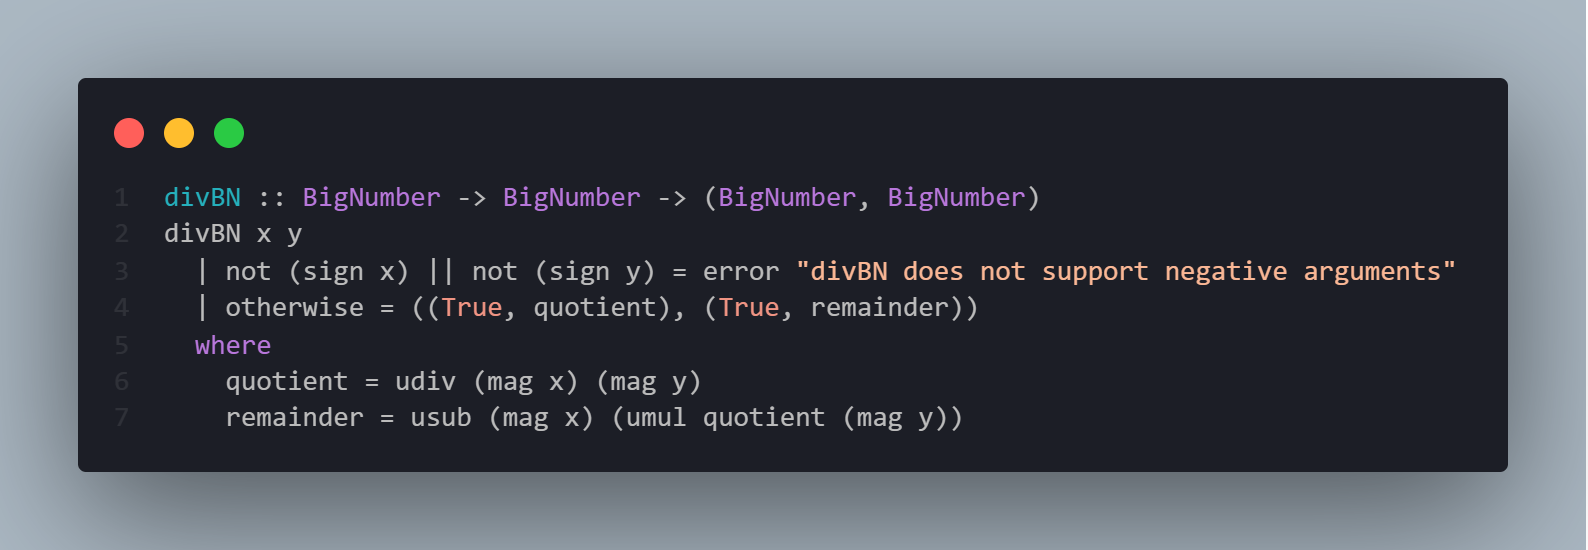 1 divBN :: BigNumber -> BigNumber -> (BigNumber, BigNumber)
2 divBN x y
3   | not (sign x) || not (sign y) = error "divBN does not support negative arguments"
4   | otherwise = ((True, quotient), (True, remainder))
5   where
6     quotient = udiv (mag x) (mag y)
7     remainder = usub (mag x) (umul quotient (mag y))